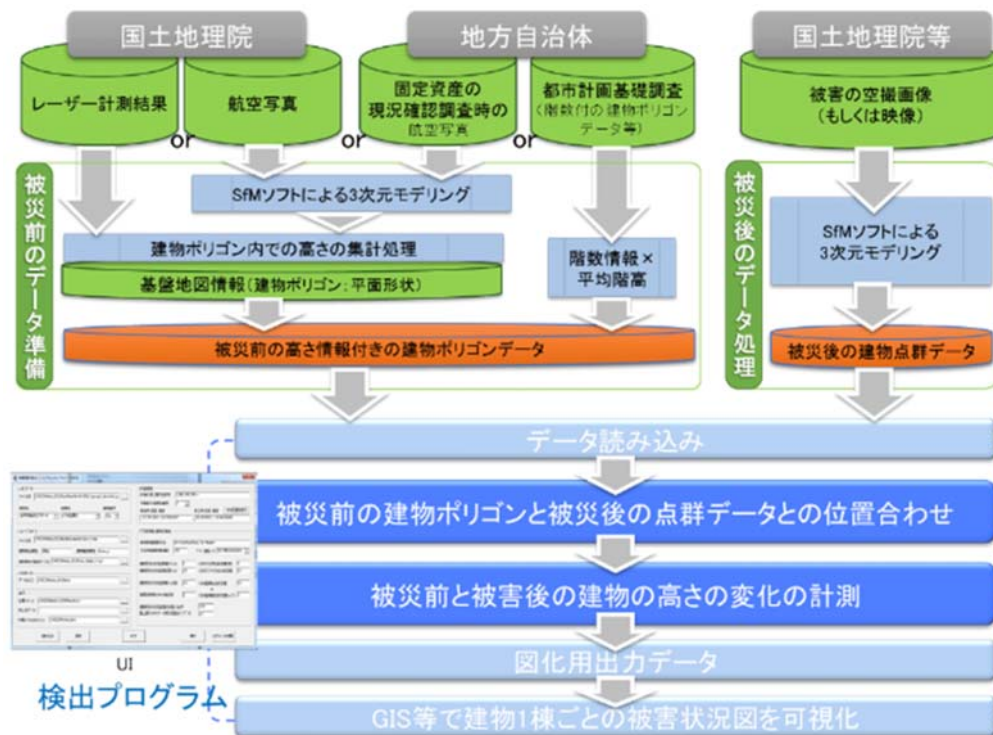 国土地理院
地方自治体
国土地理院等
レーザー計測結果
or
航空写真
or
固定資産の
現況確認調査時の
航空写真
or
都市計画基礎調査
(階数付の建物ポリゴン
データ等)
被害の空撮画像
(もしくは映像)
被災前のデータ準備
SfMソフトによる3次元モデリング
建物ポリゴン内での高さの集計処理
基盤地図情報(建物ポリゴン:平面形状)
階数情報×
平均階高
被災前の高さ情報付きの建物ポリゴンデータ
被災後のデータ処理
SfMソフトによる
3次元モデリング
被災後の建物点群データ
データ読み込み
被災前の建物ポリゴンと被災後の点群データとの位置合わせ
被災前と被害後の建物の高さの変化の計測
図化用出力データ
GIS等で建物1棟ごとの被害状況図を可視化
UI
検出プログラム